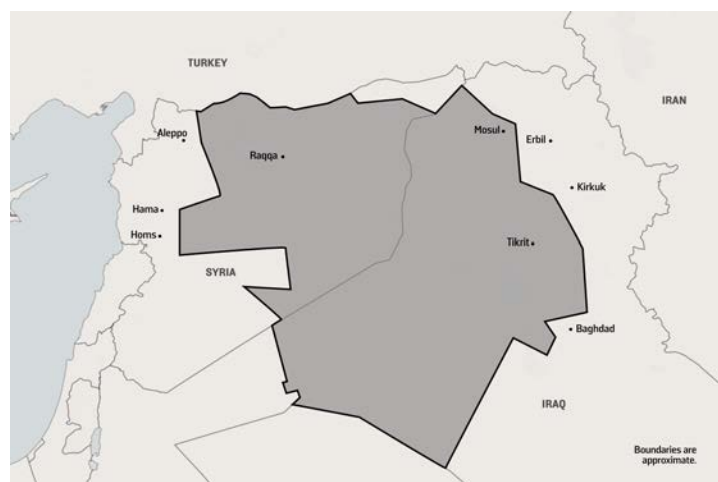 TURKEY
IRAN
Aleppo
Mosul
Erbil
Raqqa
Kirkuk
Hama
Homs
Tikrit
SYRIA
Baghdad
IRAQ
Boundaries are
approximate.